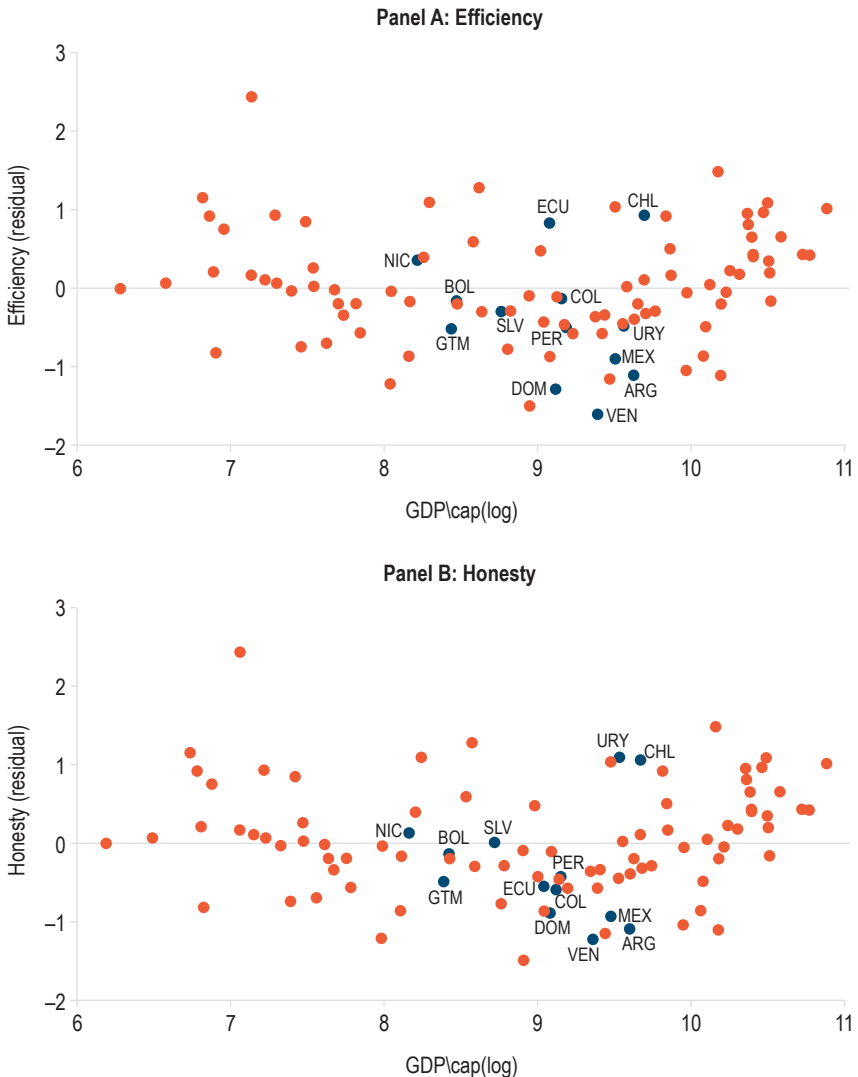 Panel A: Efficiency
3
2
1
0
–1
–2
Efficiency (residual)
ECU
CHL
NIC
BOL
COL
SLV
GTM
PER
URY
MEX
DOM
ARG
VEN
6 7 8 9 10 11
GDP\cap(log)
Panel B: Honesty
3
2
1
0
–1
–2
Honesty (residual)
URY
CHL
NIC
BOL
SLV
PER
GTM
ECU
COL
DOM
MEX
ARG
VEN
6 7 8 9 10 11
GDP\cap(log)